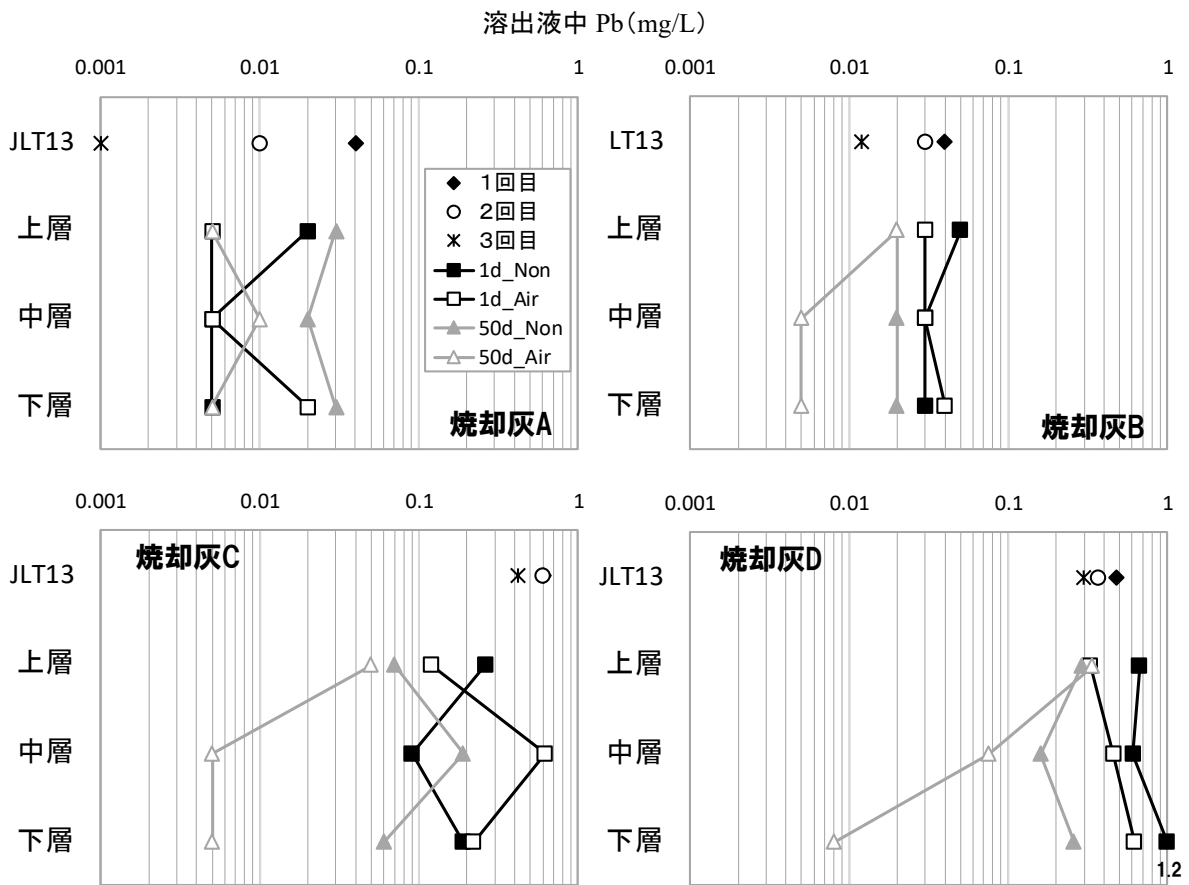 溶出液中 Pb(mg/L)
0.001 0.01 0.1 1
JLT13
上層
中層
下層
1回目
2回目
3回目
1d_Non
1d_Air
50d_Non
50d_Air
焼却灰A
0.01 0.1 1
LT13
上層
中層
下層
焼却灰B
0.001 0.01 0.1 1
焼却灰C
JLT13
上層
中層
下層
0.001 0.01 0.1 1
焼却灰D
JLT13
上層
中層
下層
1.2